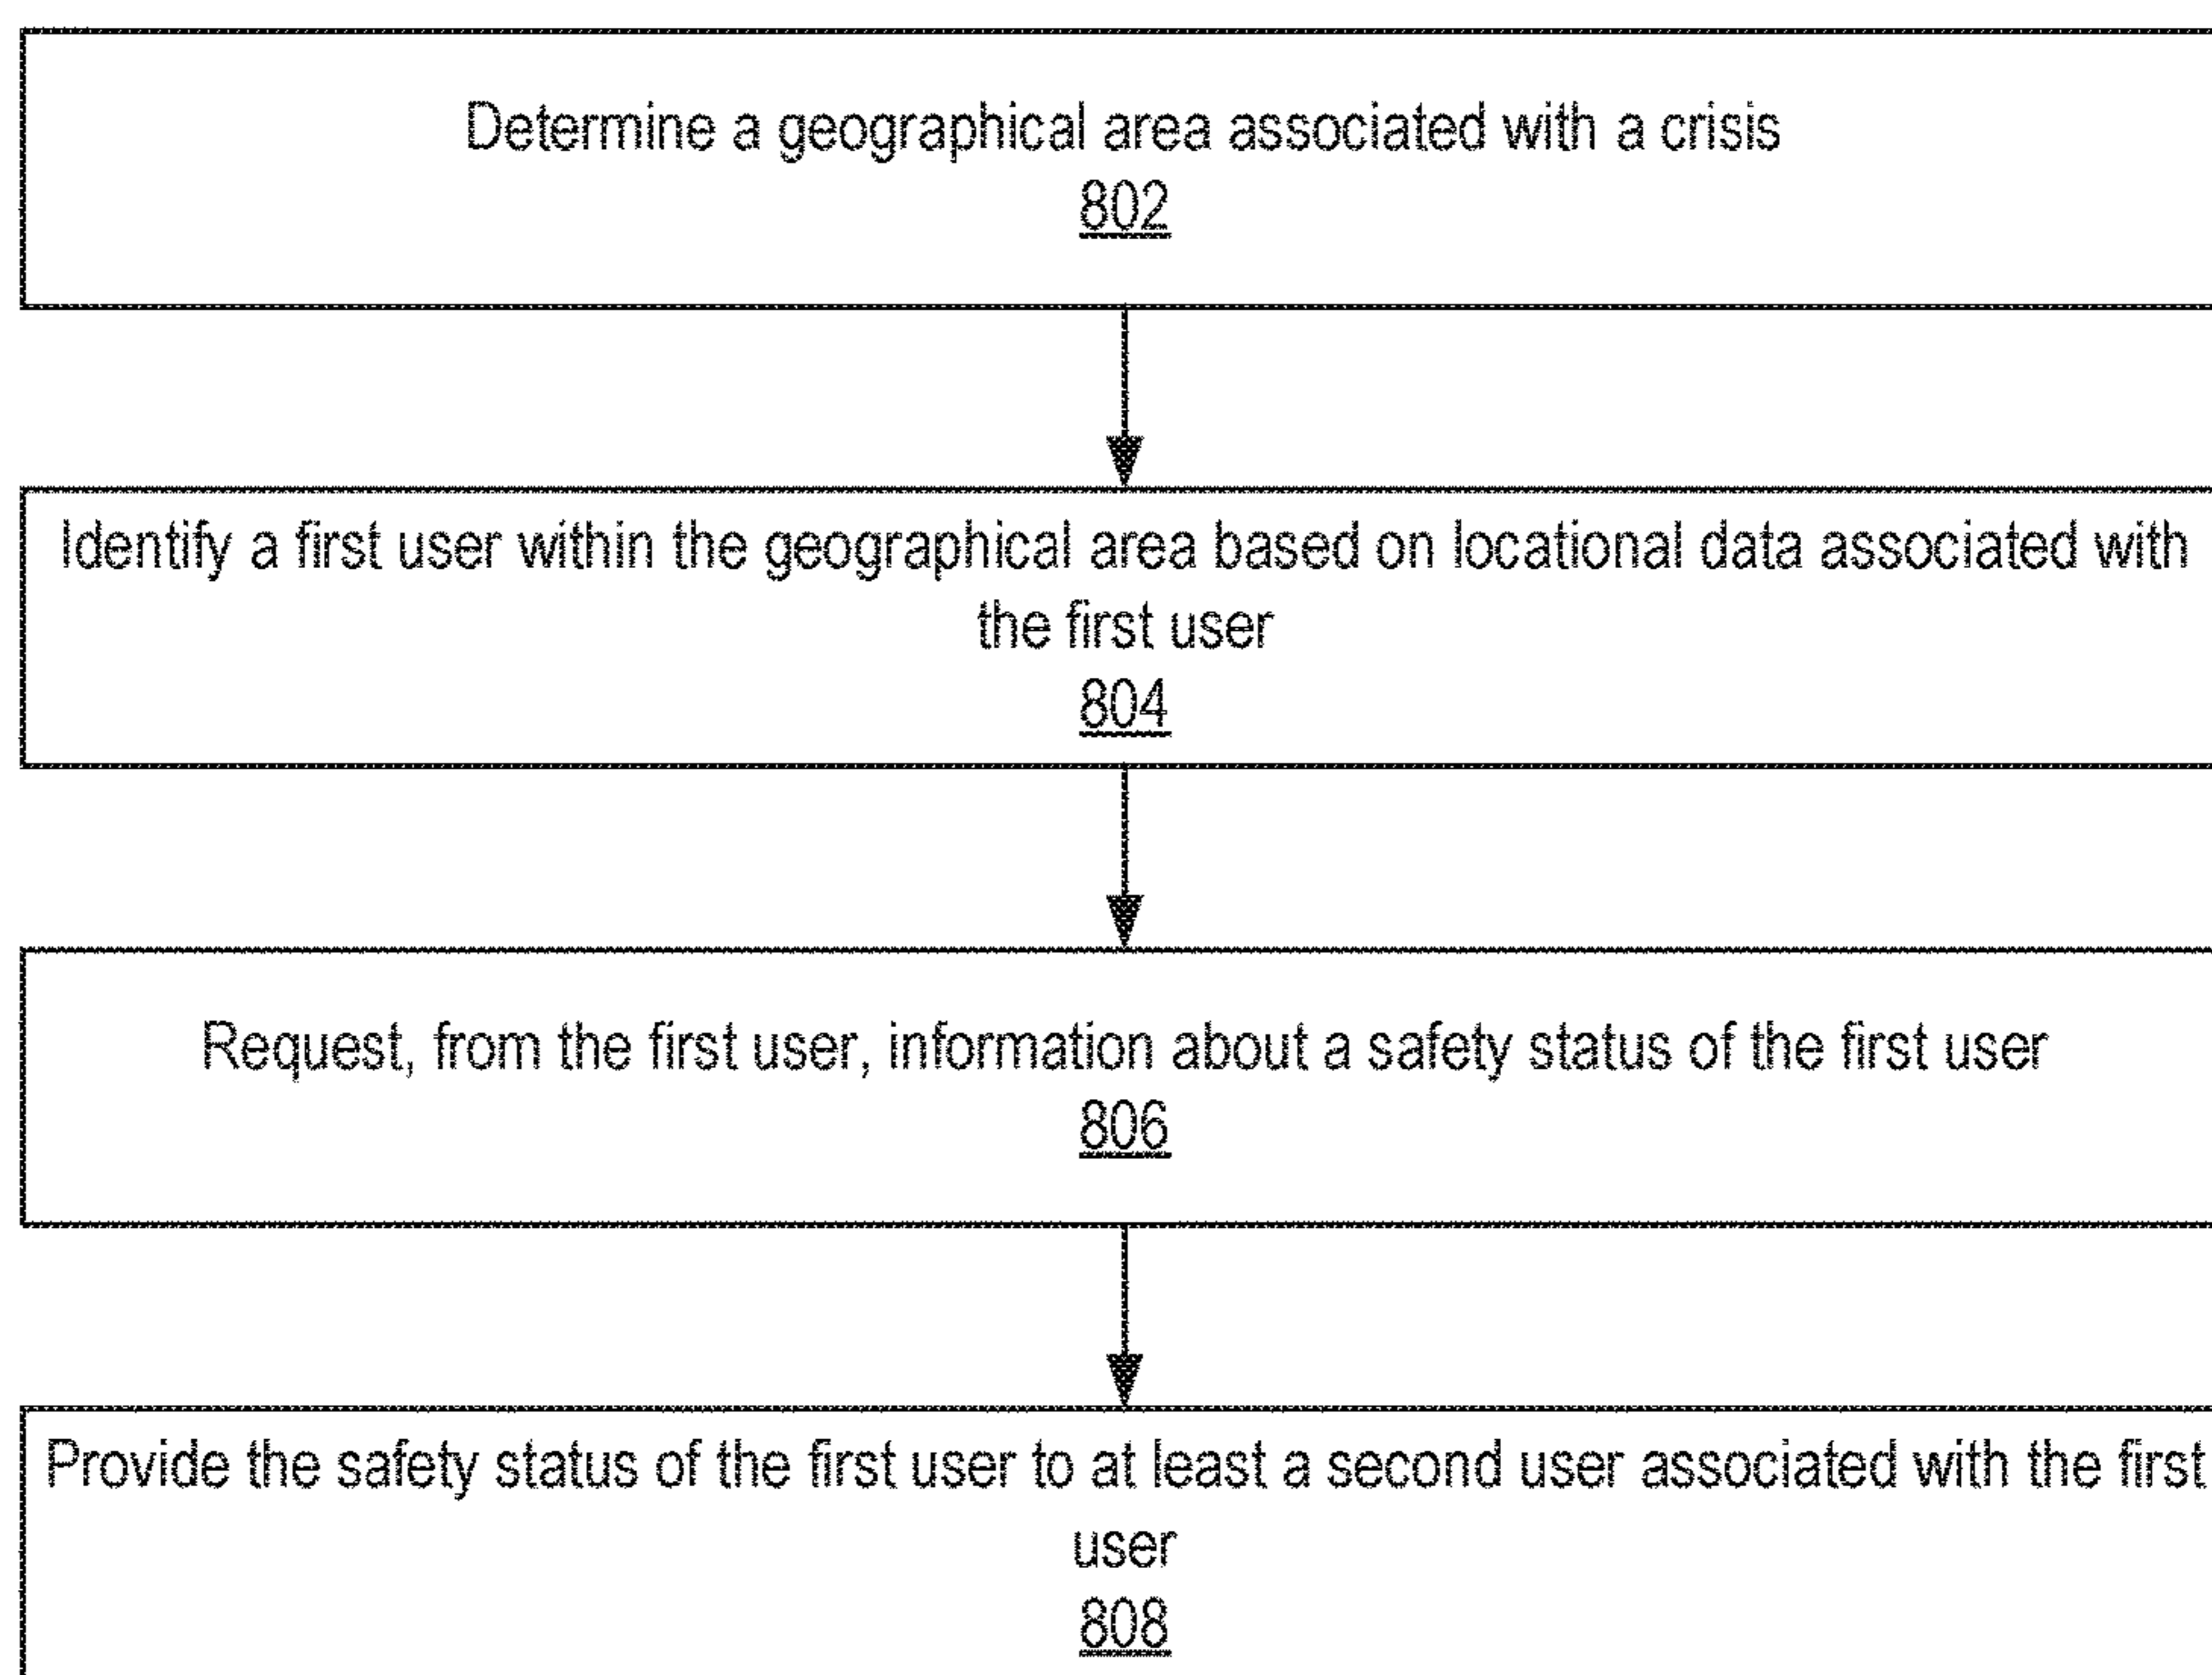 Determine a geographical area associated with a crisis
802
Identify a first user within the geographical area based on locational data associated with
the first user
804
Request, from the first user, information about a safety status of the first user
806
Provide the safety status of the first user to at least a second user associated with the first
user
808